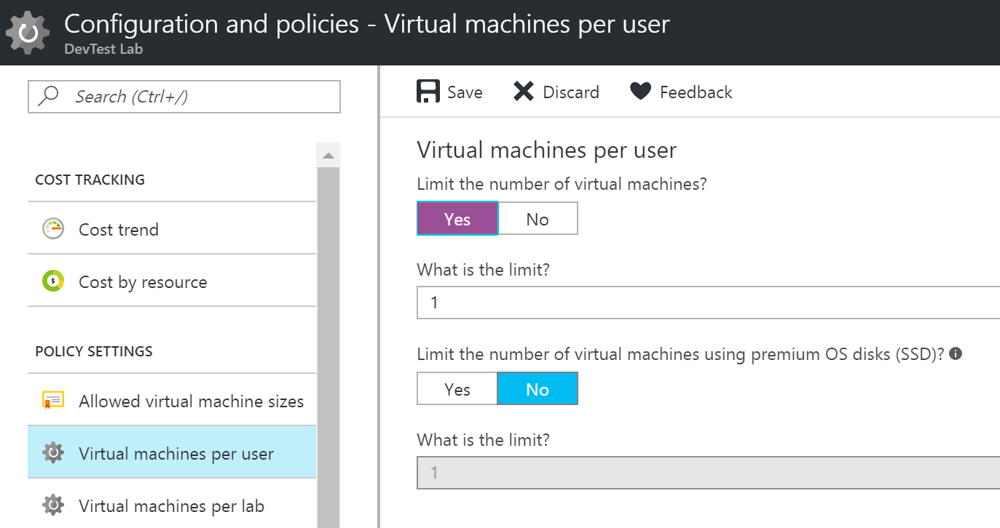 Configuration and policies - Virtual machines per user
DevTest Lab
Search (Ctrl+/)
COST TRACKING
Cost trend
$
Cost by resource
POLICY SETTINGS
Allowed virtual machine sizes
Virtual machines per user
Virtual machines per lab
Save
Discard
Feedback
Virtual machines per user
Limit the number of virtual machines?
Yes No
What is the limit?
1
Limit the number of virtual machines using premium OS disks (SSD)? i
Yes No
What is the limit?
1